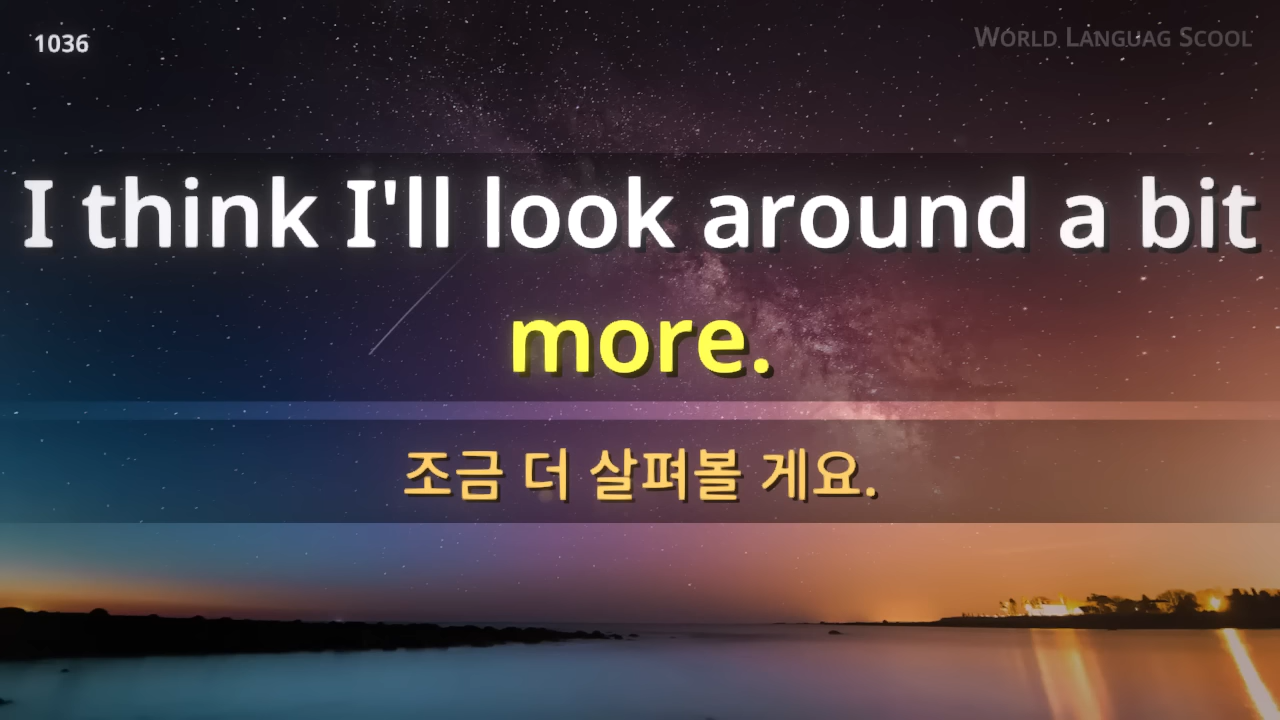 1036
WORLD LANGUAG SCOOL
I think I'll look around a bit
more.
조금 더 살펴볼 게요.